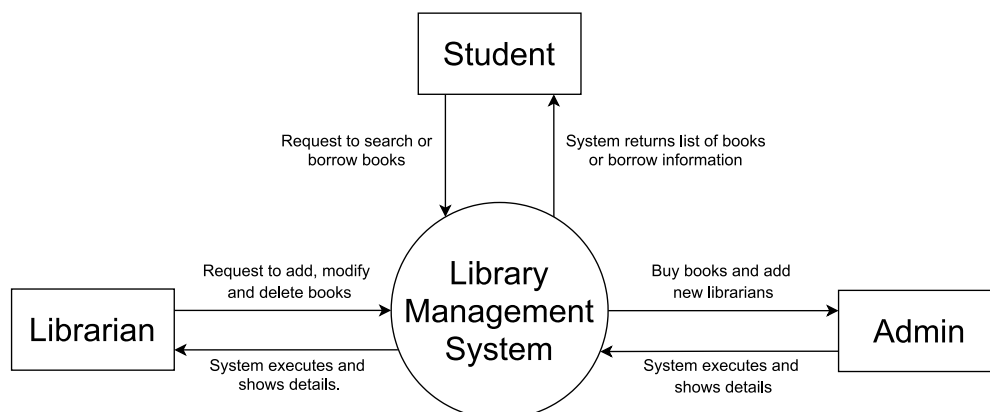 Student
Request to search or
borrow books
System returns list of books
or borrow information
Request to add, modify
and delete books
Library
Management
System
Buy books and add
new librarians
Librarian
Admin
System executes and
shows details.
System executes and
shows details